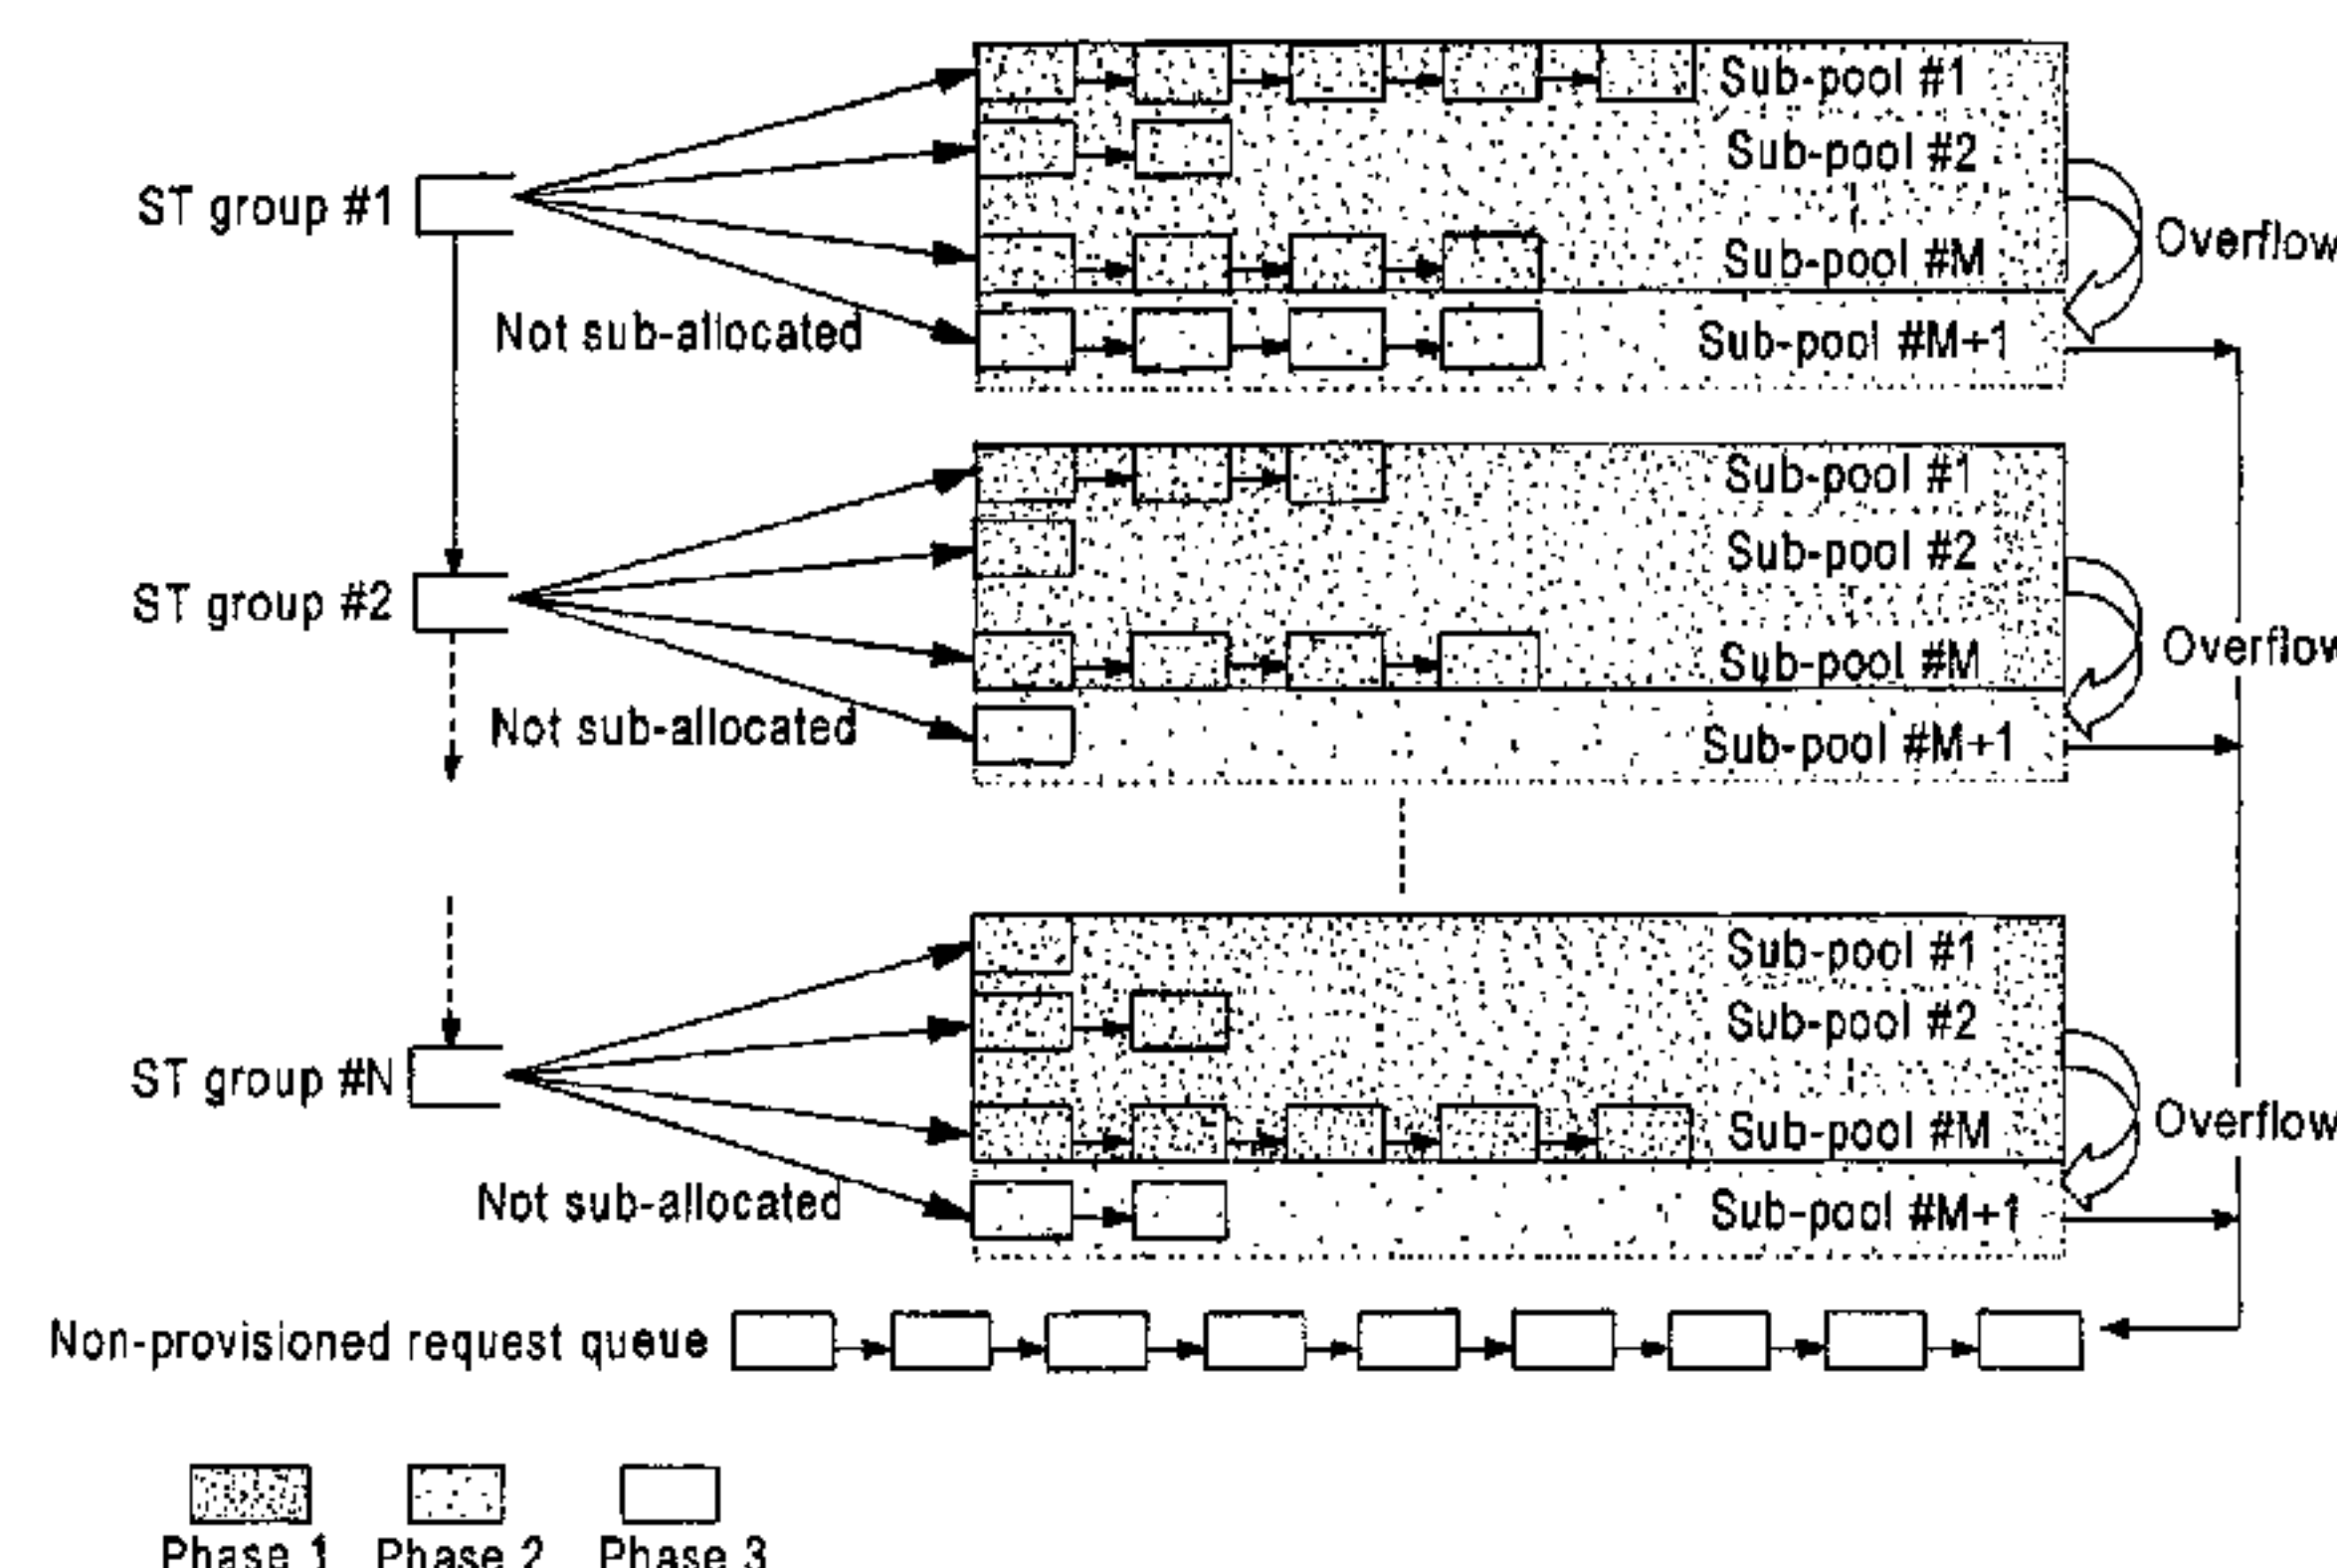 Sub-pool #1
Sub-pool #2
ST group #1
Overflow
Sub-pool #M
Not sub-allocated
Sub-pool #M+1
Sub-pool #1
Sub-pool #2
ST group #2
Overflow
Sub-pool #M
Not sub-allocated
Sub-pool #M+1
Sub-pool #1
Sub-pool #2
ST group #N
Overflow
Sub-pool #M
Not sub-allocated
Sub-pool #M+1
Non-provisioned request queue
Phase 1 Phase 2 Phase 3